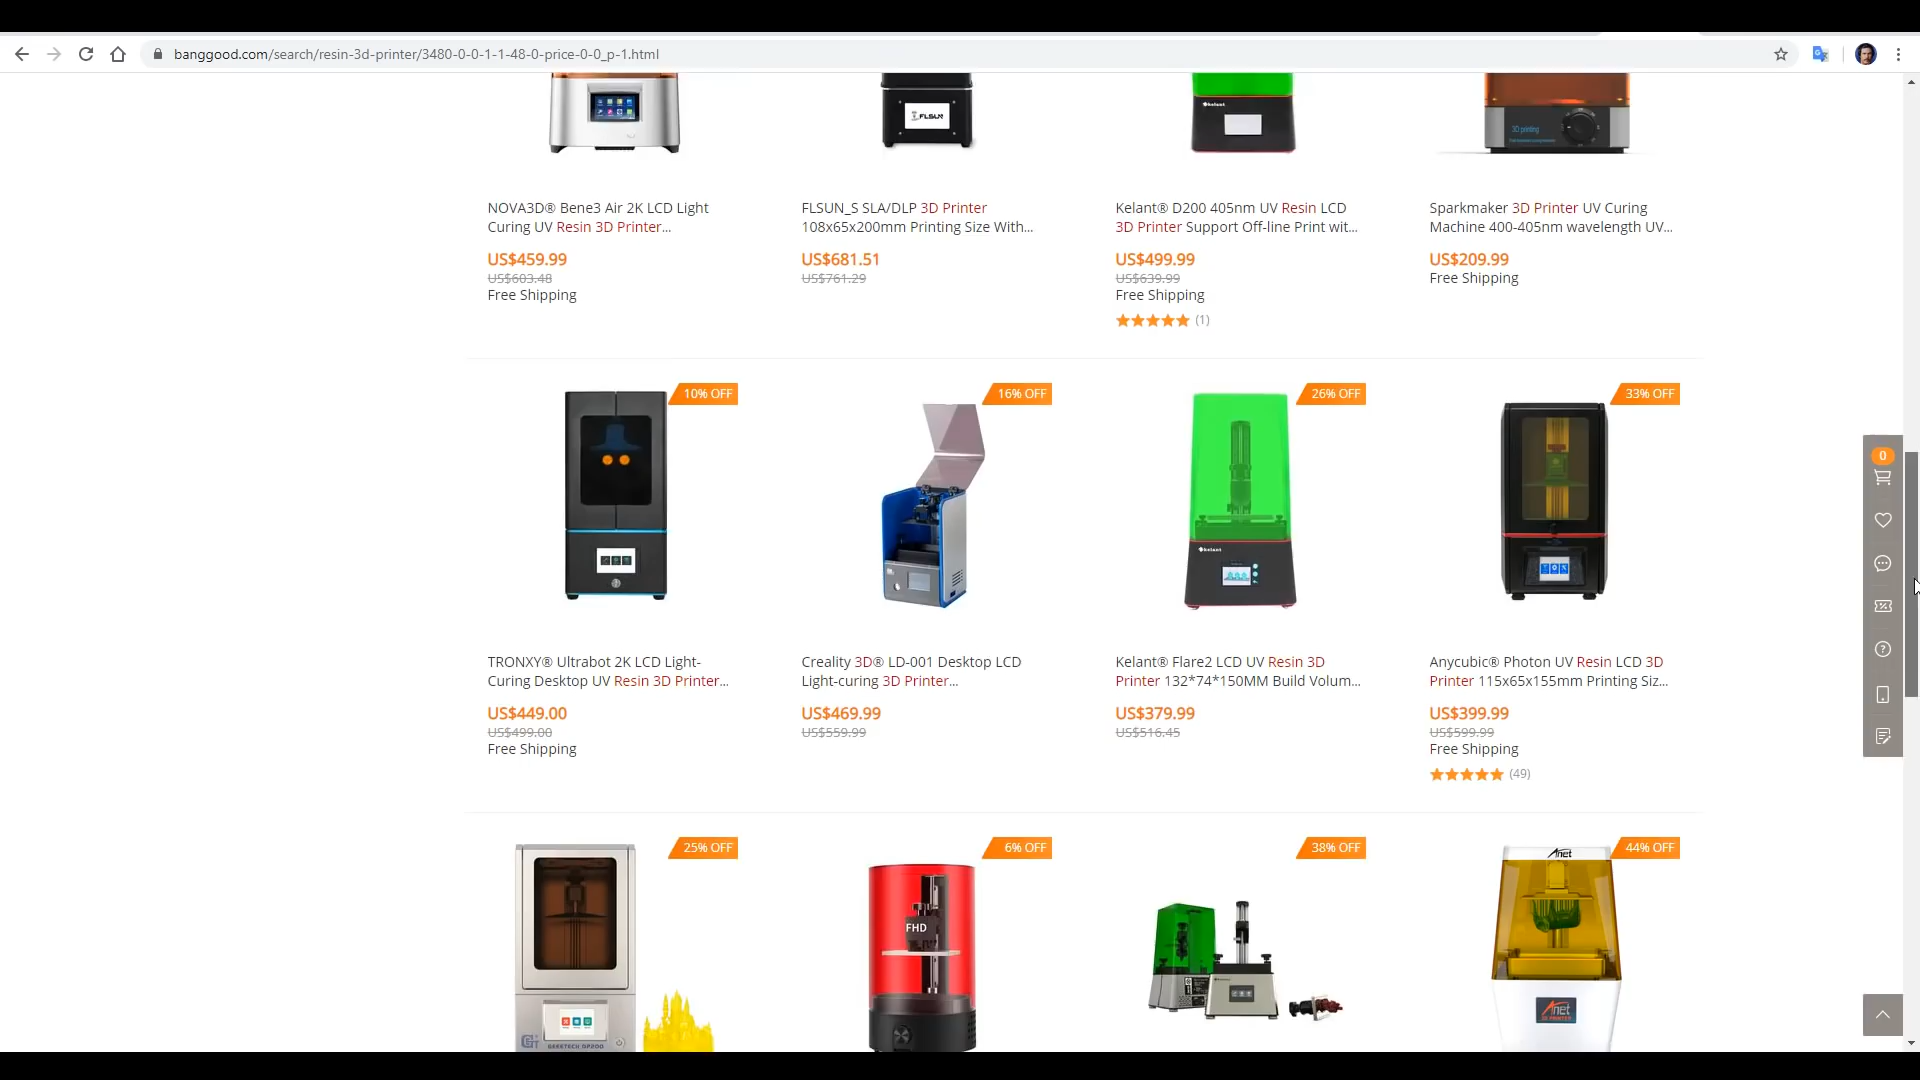 banggood.com/search/resin-3d-printer/3480-0-0-1-1-48-0-price-0-0_p-1.html
FLSUN
kelant
3D printing
NOVA3D® Bene3 Air 2K LCD Light
Curing UV Resin 3D Printer...
US$459.99
US$603.48
Free Shipping
FLSUN_S SLA/DLP 3D Printer
108x65x200mm Printing Size With...
US$681.51
US$761.29
Kelant® D200 405nm UV Resin LCD
3D Printer Support Off-line Print wit...
US$499.99
US$639.99
Free Shipping
(1)
Sparkmaker 3D Printer UV Curing
Machine 400-405nm wavelength UV...
US$209.99
Free Shipping
10% OFF
16% OFF
26% OFF
33% OFF
0
kelant
TRONXY® Ultrabot 2K LCD Light-
Curing Desktop UV Resin 3D Printer...
US$449.00
US$499.00
Free Shipping
Creality 3D® LD-001 Desktop LCD
Light-curing 3D Printer...
US$469.99
US$559.99
Kelant® Flare2 LCD UV Resin 3D
Printer 132*74*150MM Build Volum...
US$379.99
US$516.45
Anycubic® Photon UV Resin LCD 3D
Printer 115x65x155mm Printing Siz...
US$399.99
US$599.99
Free Shipping
(49)
25% OFF
6% OFF
38% OFF
44% OFF
Anet
FHD
Anet
3D PRINTER